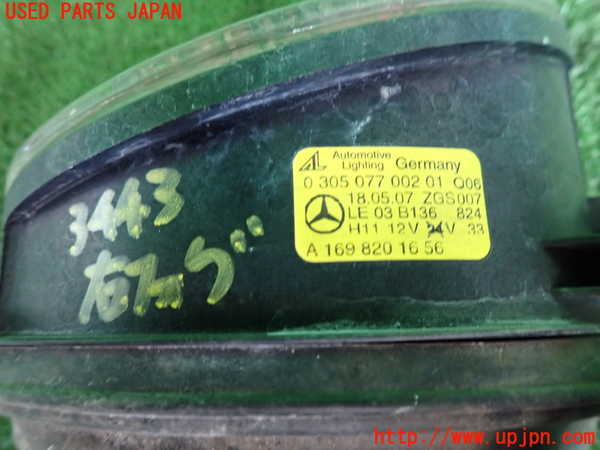 USED PARTS JAPAN
AL Automotive Lighting Germany
0 305 077 002 01 Q06
18.05.07 ZGS007
LE 03 B136 824
H11 12V 24V 33
A 169 820 16 56
3443
右フォグ
http://www.upjpn.com/